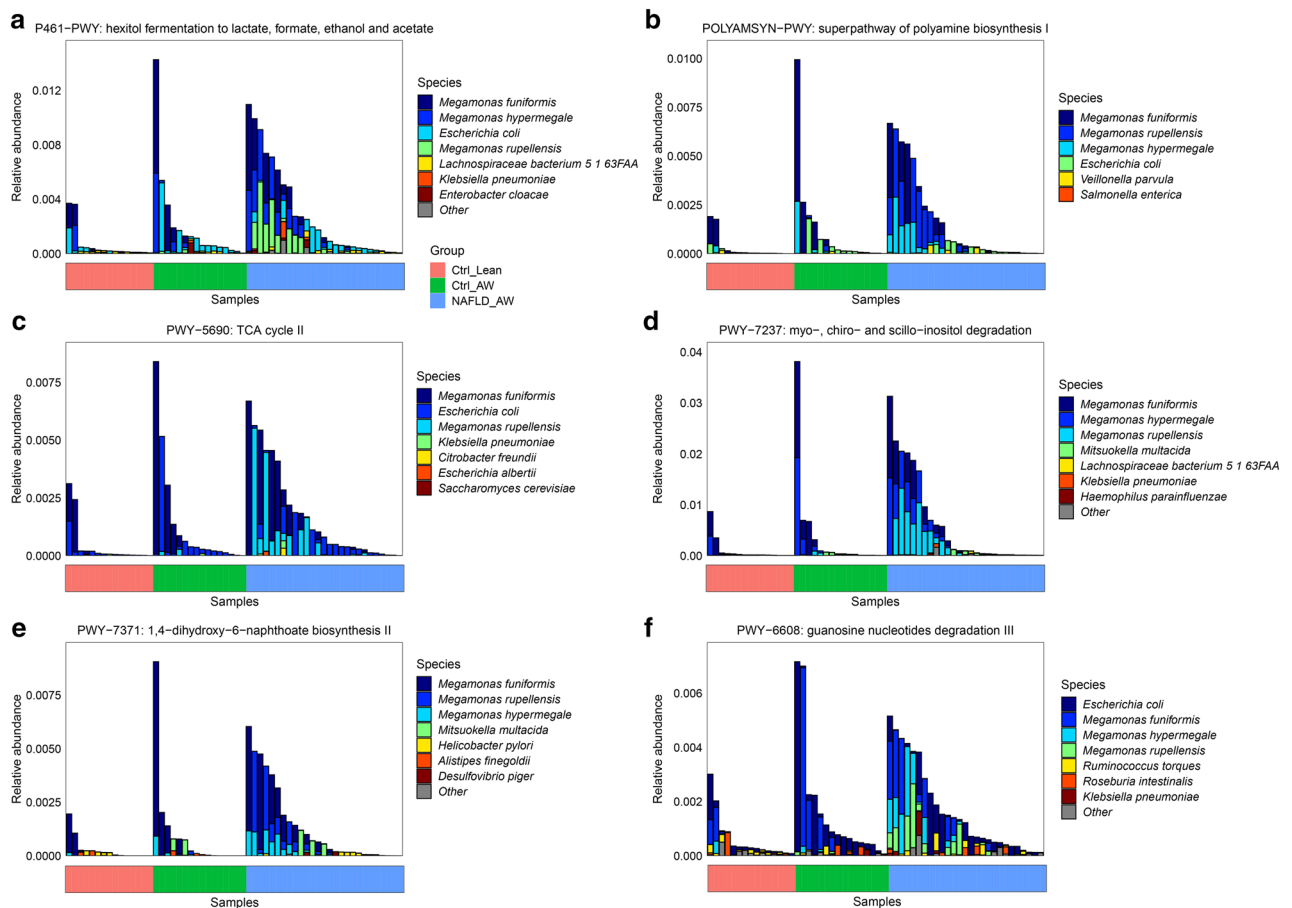 a
P461−PWY: hexitol fermentation to lactate, formate, ethanol and acetate
Relative abundance
0.012
0.008
0.004
0.000
Samples
Species
Megamonas funiformis
Megamonas hypermegale
Escherichia coli
Megamonas rupellensis
Lachnospiraceae bacterium 5 1 63FAA
Klebsiella pneumoniae
Enterobacter cloacae
Other
Group
Ctrl_Lean
Ctrl_AW
NAFLD_AW
b
POLYAMSYN−PWY: superpathway of polyamine biosynthesis I
Relative abundance
0.0100
0.0075
0.0050
0.0025
0.0000
Samples
Species
Megamonas funiformis
Megamonas rupellensis
Megamonas hypermegale
Escherichia coli
Veillonella parvula
Salmonella enterica
c
PWY−5690: TCA cycle II
Relative abundance
0.0075
0.0050
0.0025
0.0000
Samples
Species
Megamonas funiformis
Escherichia coli
Megamonas rupellensis
Klebsiella pneumoniae
Citrobacter freundii
Escherichia albertii
Saccharomyces cerevisiae
d
PWY−7237: myo−, chiro− and scillo−inositol degradation
Relative abundance
0.04
0.03
0.02
0.01
0.00
Samples
Species
Megamonas funiformis
Megamonas hypermegale
Megamonas rupellensis
Mitsuokella multacida
Lachnospiraceae bacterium 5 1 63FAA
Klebsiella pneumoniae
Haemophilus parainfluenzae
Other
e
PWY−7371: 1,4−dihydroxy−6−naphthoate biosynthesis II
Relative abundance
0.0075
0.0050
0.0025
0.0000
Samples
Species
Megamonas funiformis
Megamonas rupellensis
Megamonas hypermegale
Mitsuokella multacida
Helicobacter pylori
Alistipes finegoldii
Desulfovibrio piger
Other
f
PWY−6608: guanosine nucleotides degradation III
Relative abundance
0.006
0.004
0.002
0.000
Samples
Species
Escherichia coli
Megamonas funiformis
Megamonas hypermegale
Megamonas rupellensis
Ruminococcus torques
Roseburia intestinalis
Klebsiella pneumoniae
Other